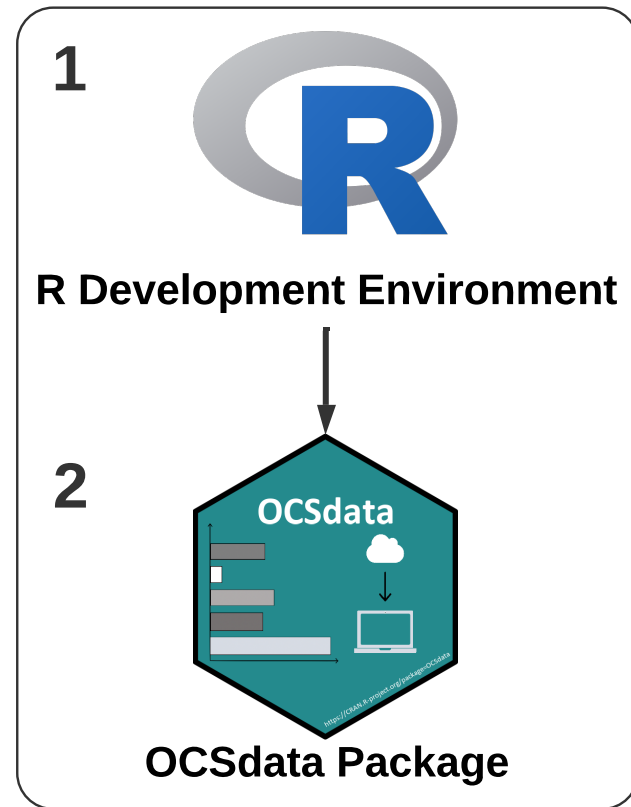 1
R
R Development Environment
2
OCSdata
https://CRAN.R-project.org/package=OCSdata
OCSdata Package